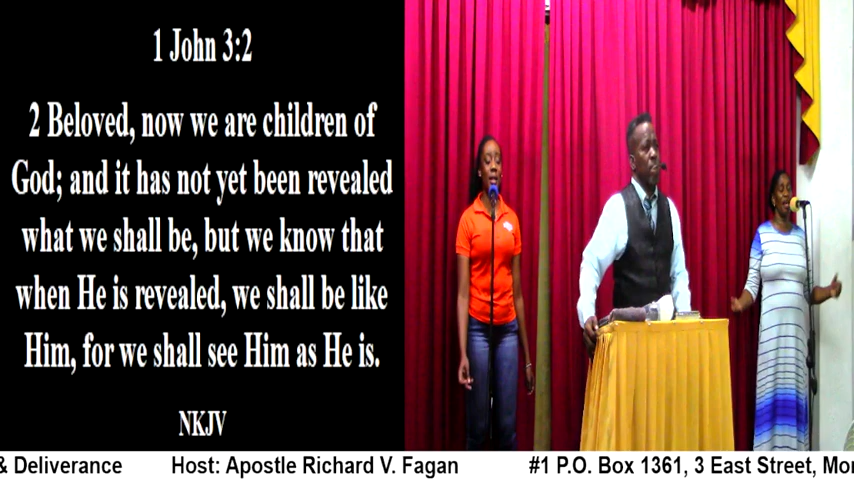 1 John 3:2
2 Beloved, now we are children of
God; and it has not yet been revealed
what we shall be, but we know that
when He is revealed, we shall be like
Him, for we shall see Him as He is.
NKJV
& Deliverance Host: Apostle Richard V. Fagan #1 P.O. Box 1361, 3 East Street, Mor